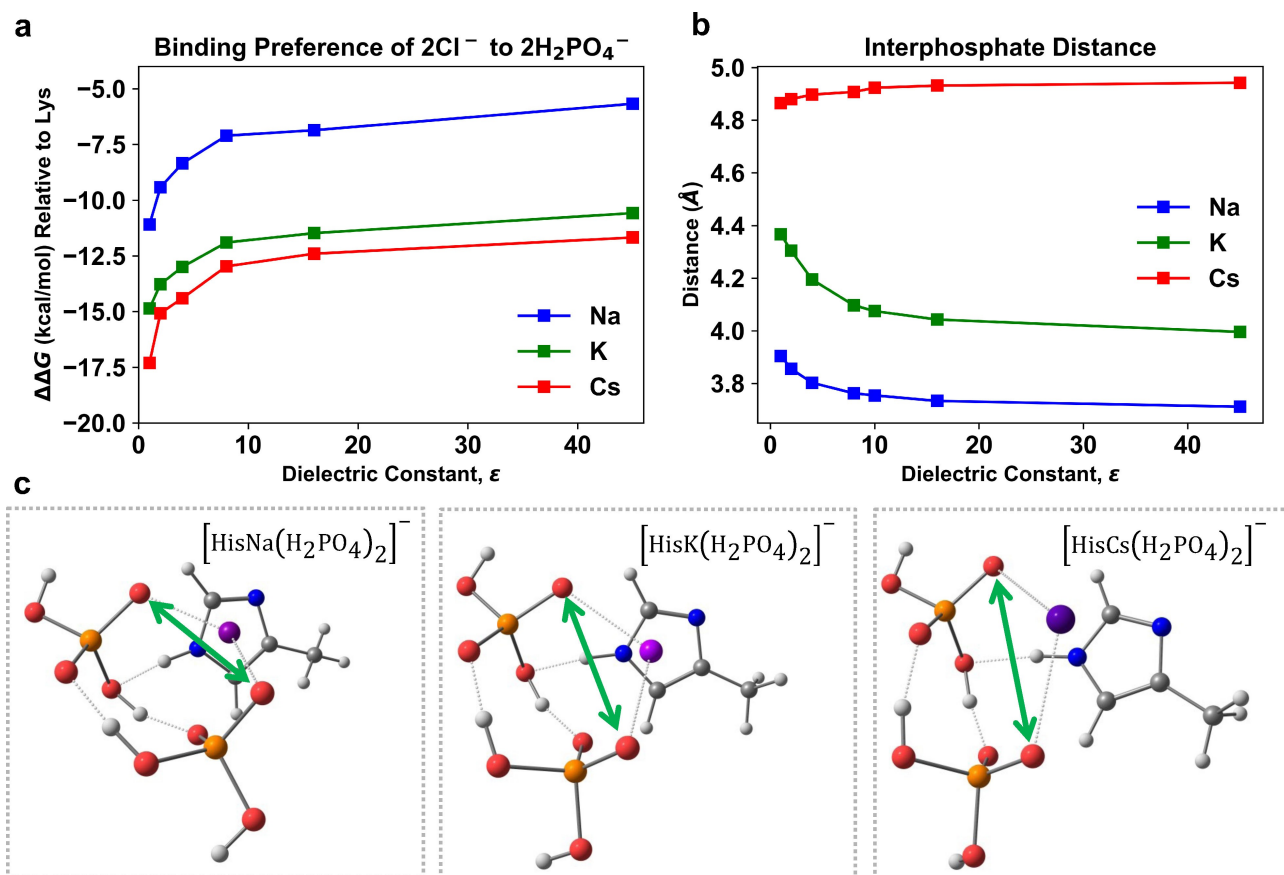 a
Binding Preference of 2Cl⁻ to 2H₂PO₄⁻
ΔΔG (kcal/mol) Relative to Lys
−5.0
−7.5
−10.0
−12.5
−15.0
−17.5
−20.0
0 10 20 30 40
Dielectric Constant, ε
Na
K
Cs
b
Interphosphate Distance
Distance (Å)
5.0
4.8
4.6
4.4
4.2
4.0
3.8
0 10 20 30 40
Dielectric Constant, ε
Na
K
Cs
c
[HisNa(H₂PO₄)₂]⁻
[HisK(H₂PO₄)₂]⁻
[HisCs(H₂PO₄)₂]⁻